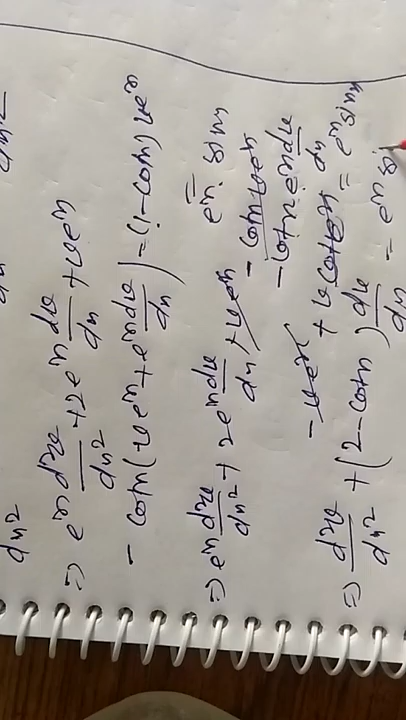 dx²
⇒ eˣ d²v/dx² + 2eˣ dv/dx + veˣ
- cotx (veˣ + eˣ dv/dx) - (1 - cotx) veˣ
eˣ. sinx
⇒ eˣ d²v/dx² + 2eˣ dv/dx + veˣ - cotx veˣ - cotx eˣ dv/dx
- veˣ + v cotx eˣ = eˣ sinx
⇒ d²v/dx² + (2 - cotx) dv/dx = eˣ si